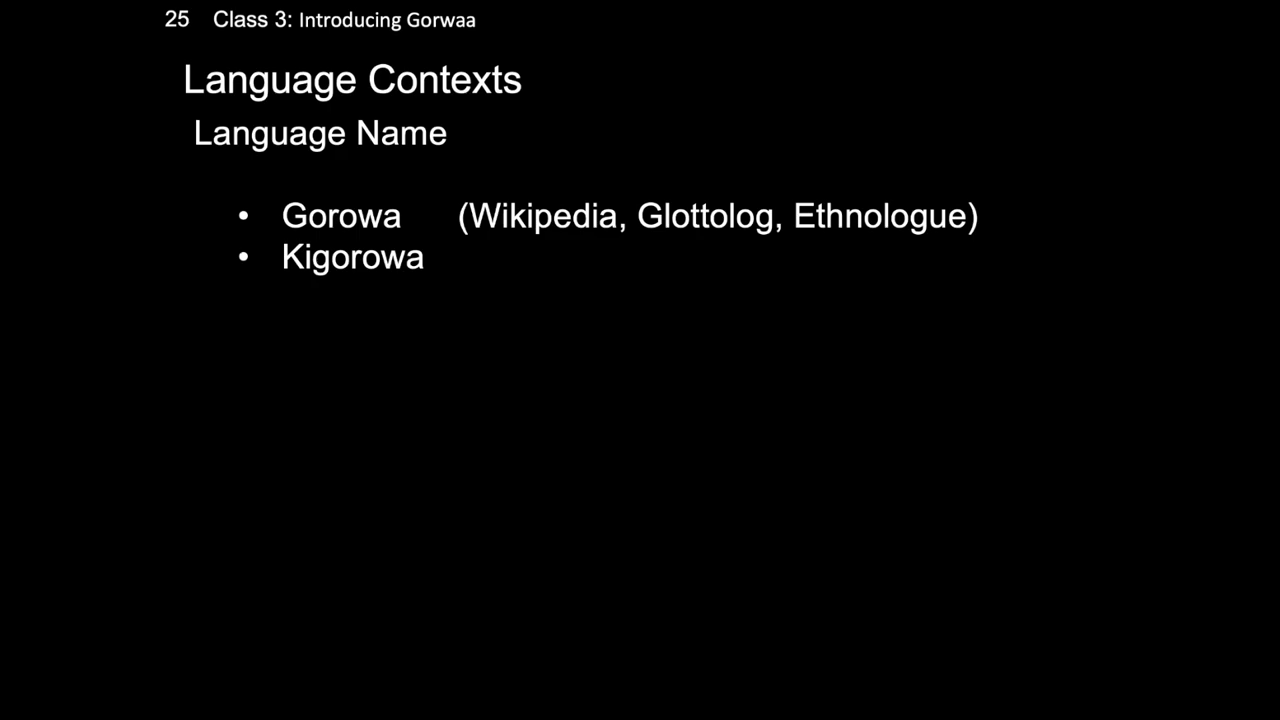 25 Class 3: Introducing Gorwaa
Language Contexts
Language Name
• Gorowa (Wikipedia, Glottolog, Ethnologue)
• Kigorowa